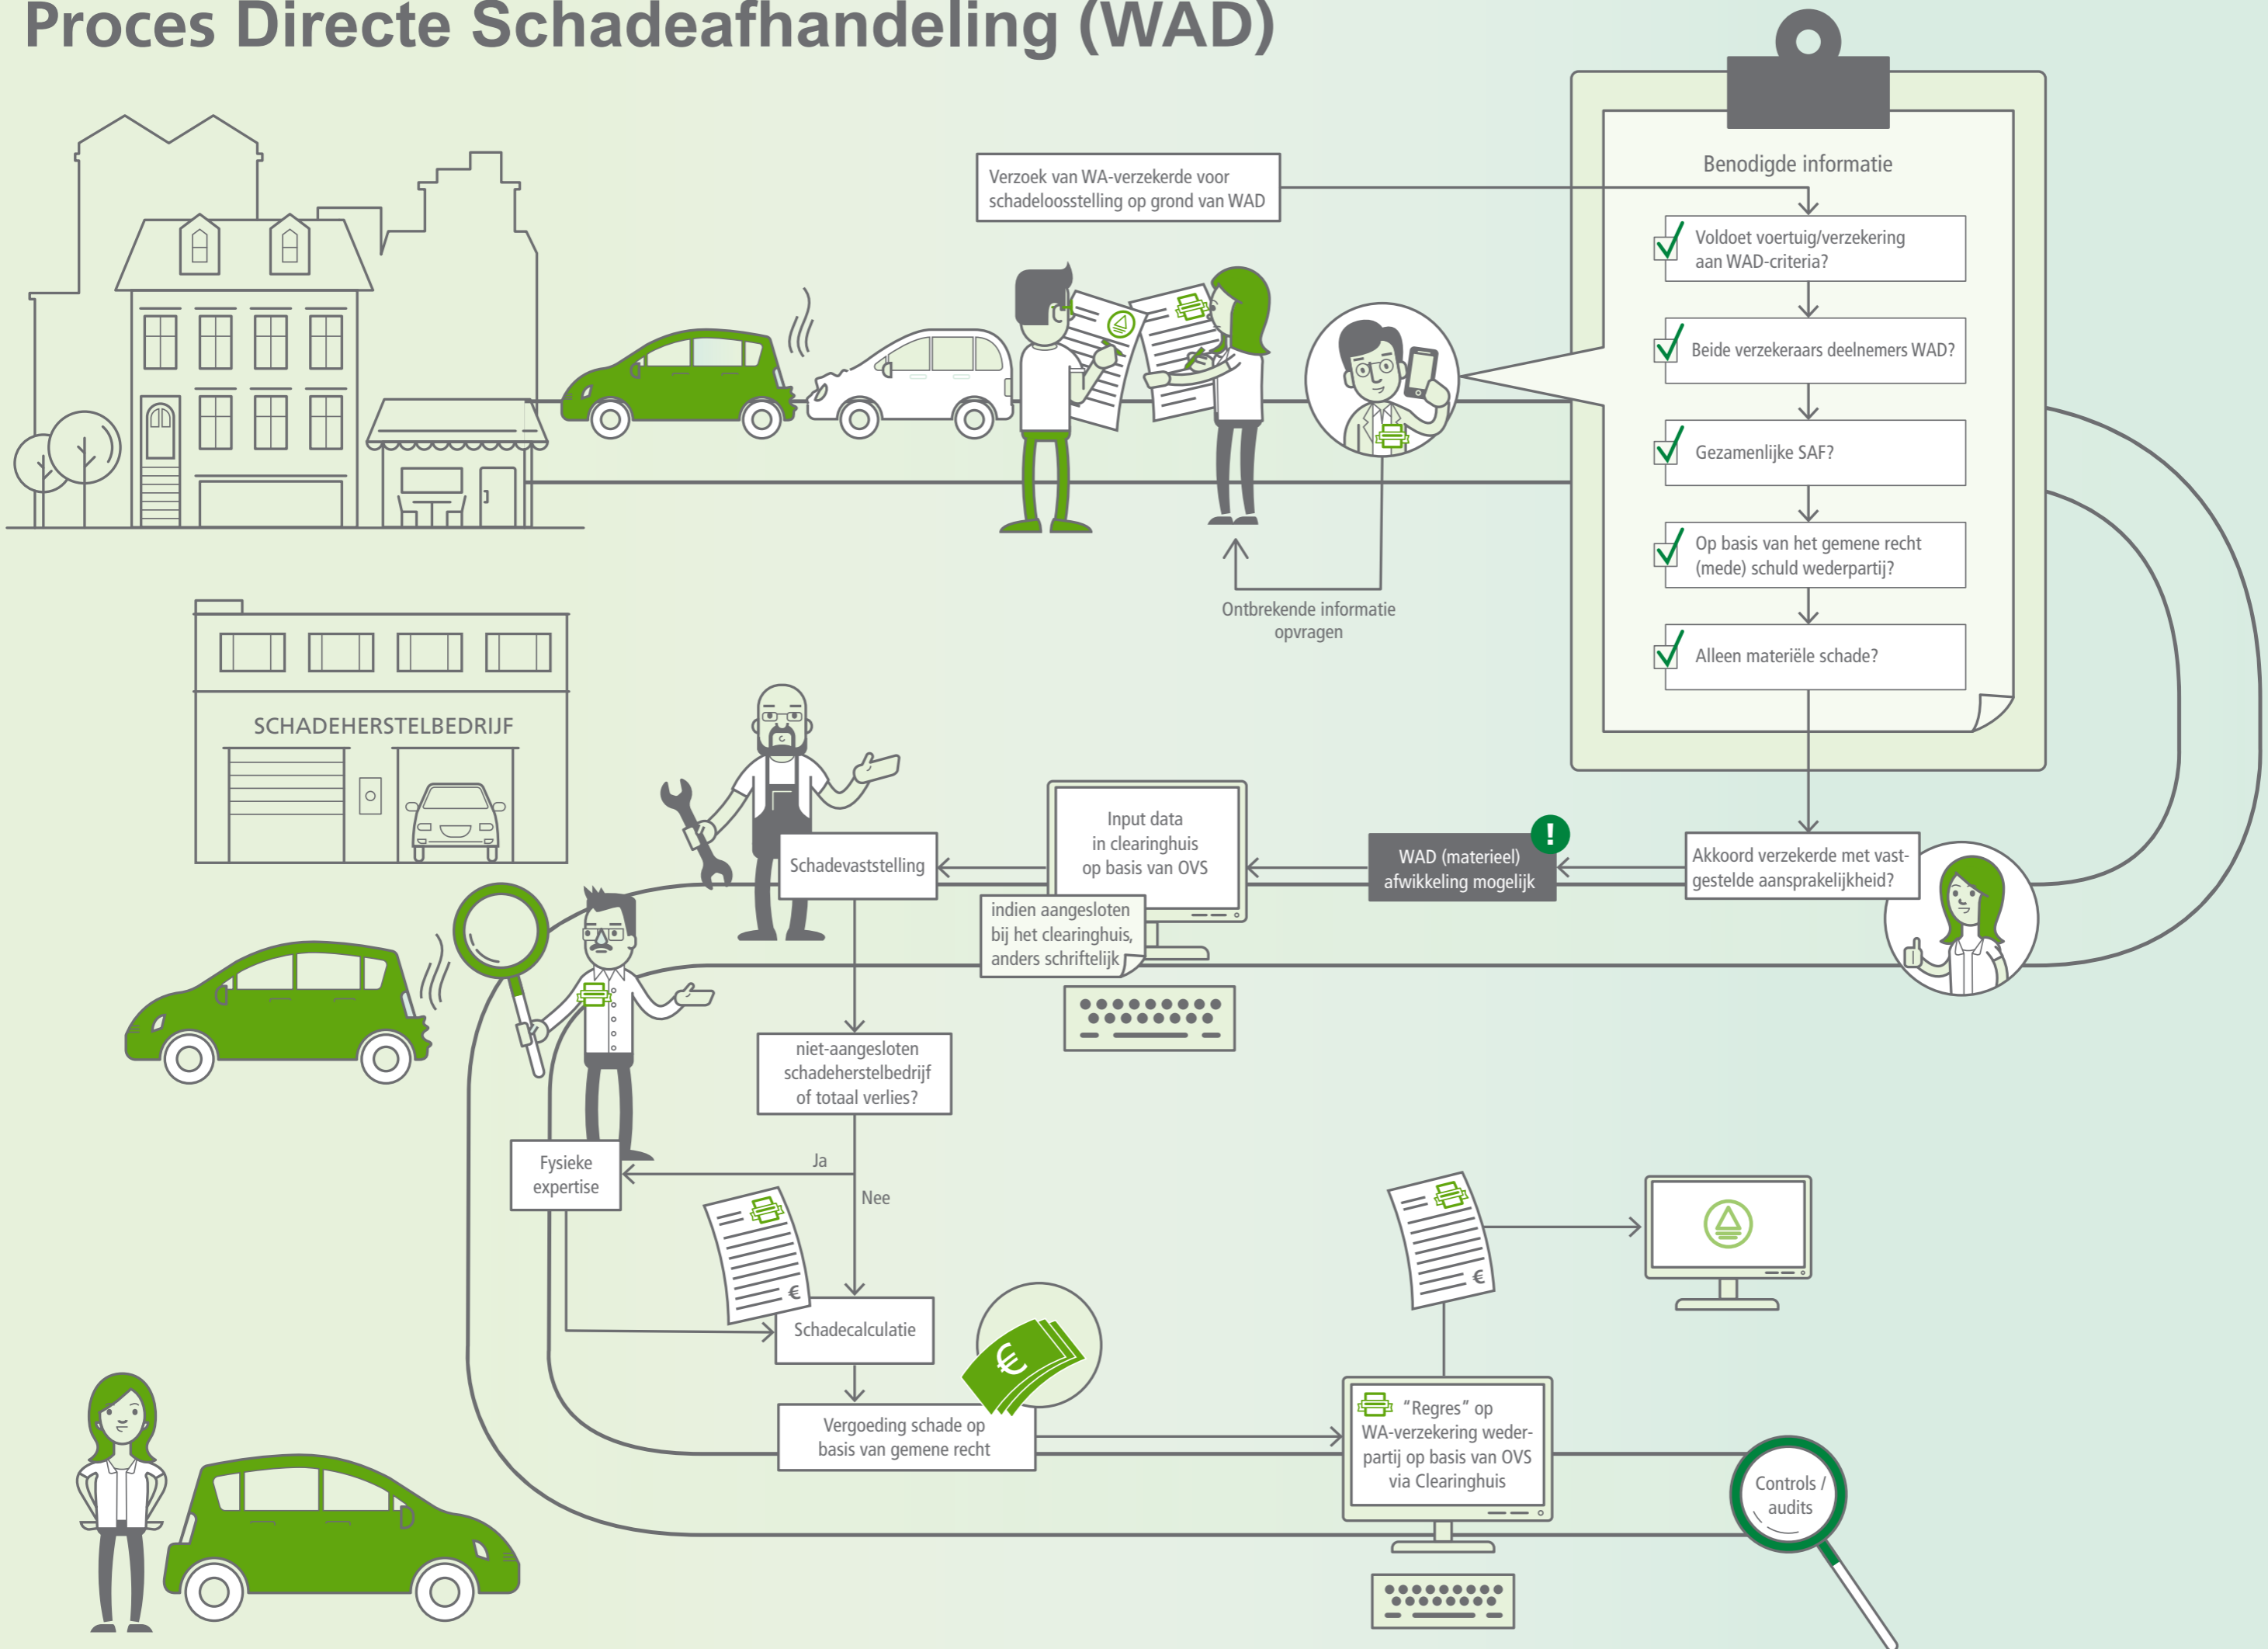 Proces Directe Schadeafhandeling (WAD)
Verzoek van WA-verzekerde voor
schadeloosstelling op grond van WAD
Benodigde informatie
Voldoet voertuig/verzekering
aan WAD-criteria?
Beide verzekeraars deelnemers WAD?
Gezamenlijke SAF?
Op basis van het gemene recht
(mede) schuld wederpartij?
Alleen materiële schade?
Ontbrekende informatie
opvragen
SCHADEHERSTELBEDRIJF
Akkoord verzekerde met vast-
gestelde aansprakelijkheid?
!
WAD (materieel)
afwikkeling mogelijk
Input data
in clearinghuis
op basis van OVS
indien aangesloten
bij het clearinghuis,
anders schriftelijk
Schadevaststelling
niet-aangesloten
schadeherstelbedrijf
of totaal verlies?
Ja
Nee
Fysieke
expertise
€
Schadecalculatie
€
Vergoeding schade op
basis van gemene recht
€
"Regres" op
WA-verzekering weder-
partij op basis van OVS
via Clearinghuis
Controls /
audits